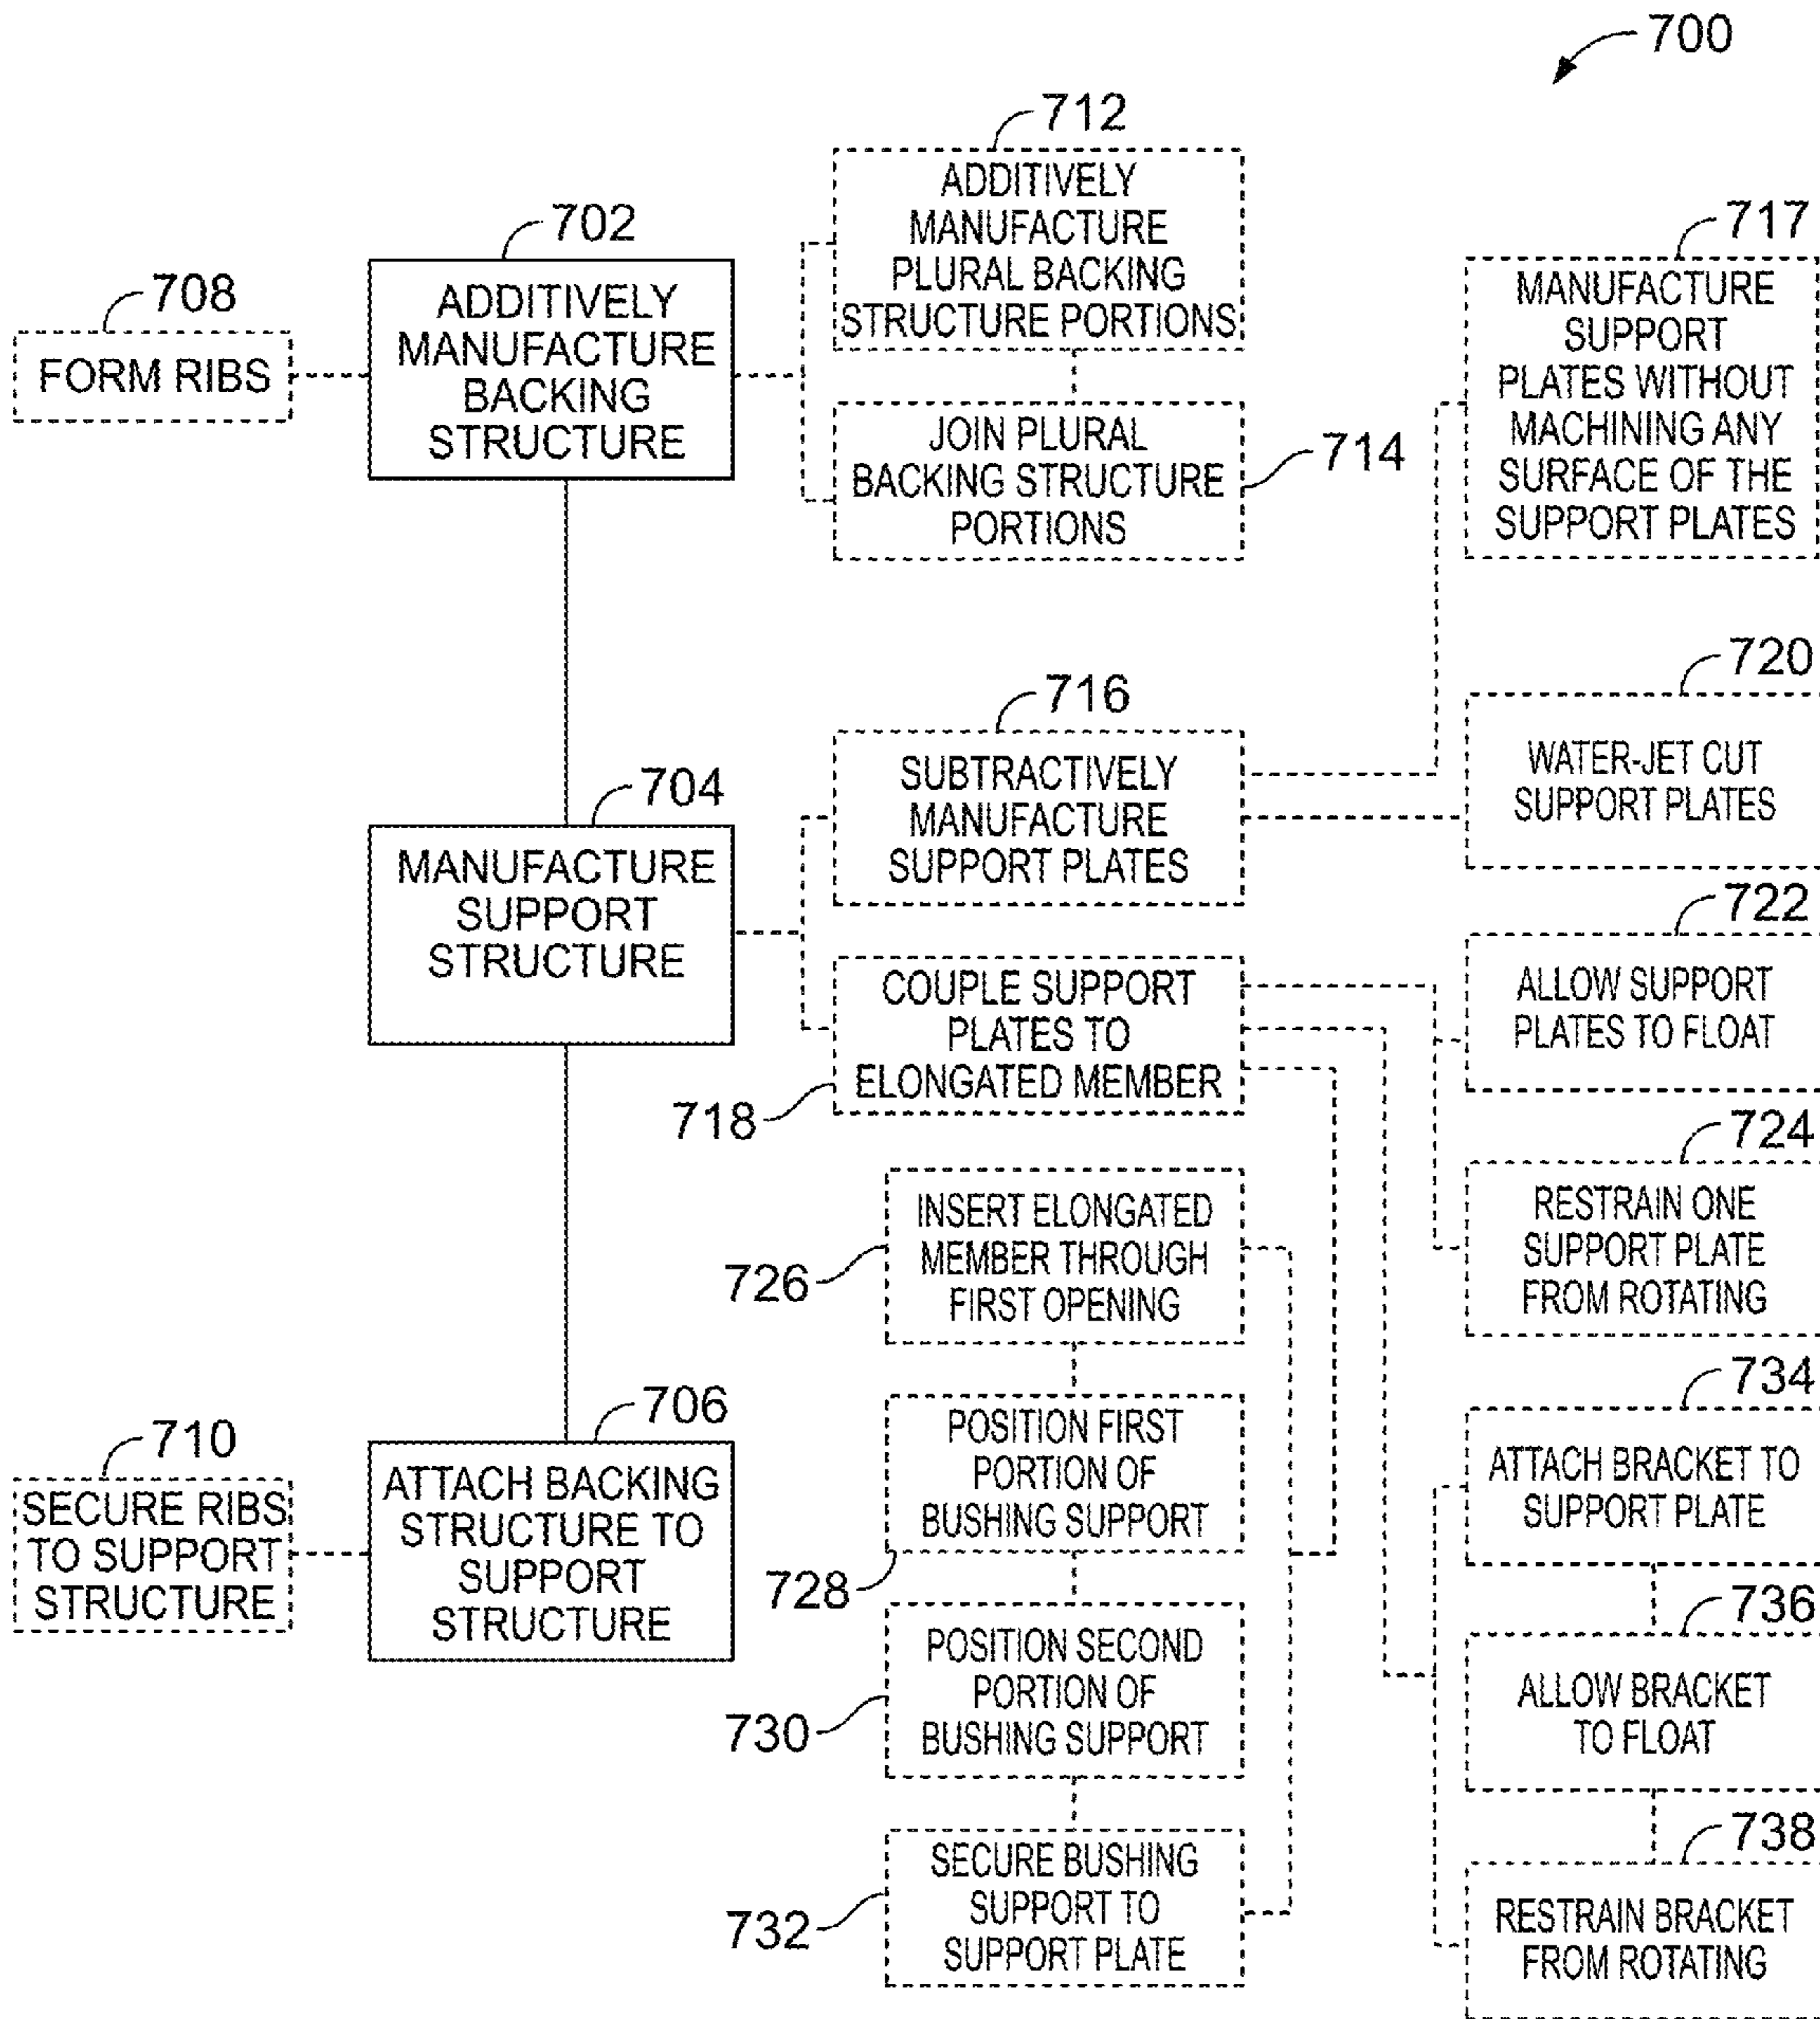 700
712
ADDITIVELY
MANUFACTURE
PLURAL BACKING
STRUCTURE PORTIONS
702
ADDITIVELY
MANUFACTURE
BACKING
STRUCTURE
717
MANUFACTURE
SUPPORT
PLATES WITHOUT
MACHINING ANY
SURFACE OF THE
SUPPORT PLATES
708
FORM RIBS
JOIN PLURAL
BACKING STRUCTURE
PORTIONS
714
716
SUBTRACTIVELY
MANUFACTURE
SUPPORT PLATES
720
WATER-JET CUT
SUPPORT PLATES
704
MANUFACTURE
SUPPORT
STRUCTURE
COUPLE SUPPORT
PLATES TO
ELONGATED MEMBER
718
722
ALLOW SUPPORT
PLATES TO FLOAT
724
RESTRAIN ONE
SUPPORT PLATE
FROM ROTATING
INSERT ELONGATED
MEMBER THROUGH
FIRST OPENING
726
706
ATTACH BACKING
STRUCTURE TO
SUPPORT
STRUCTURE
710
SECURE RIBS
TO SUPPORT
STRUCTURE
POSITION FIRST
PORTION OF
BUSHING SUPPORT
728
734
ATTACH BRACKET TO
SUPPORT PLATE
POSITION SECOND
PORTION OF
BUSHING SUPPORT
730
736
ALLOW BRACKET
TO FLOAT
SECURE BUSHING
SUPPORT TO
SUPPORT PLATE
732
738
RESTRAIN BRACKET
FROM ROTATING